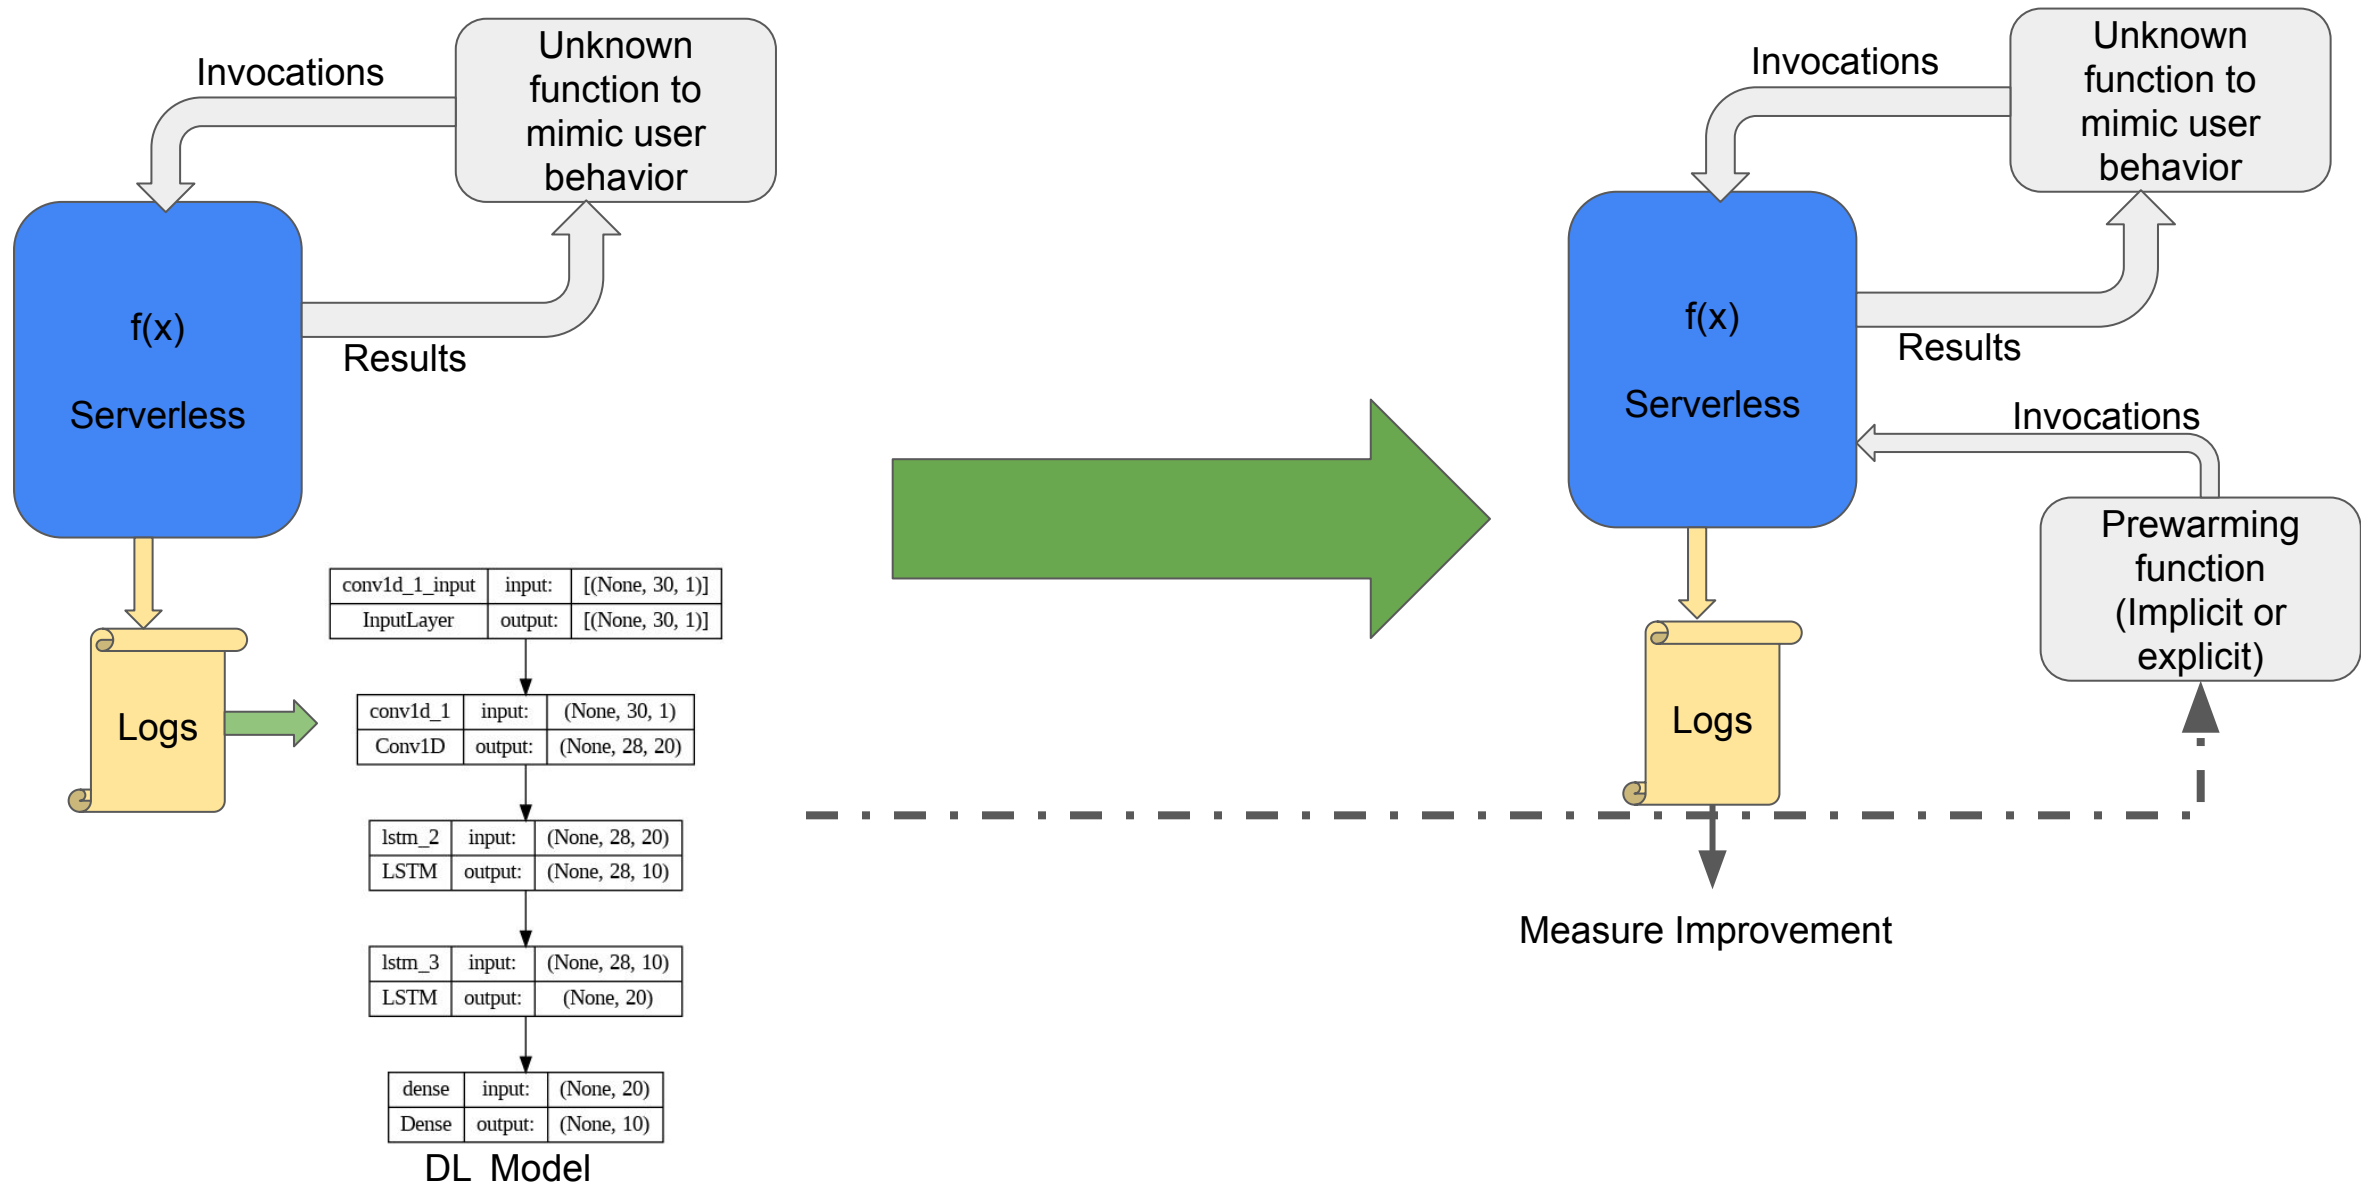 Invocations
Unknown
function to
mimic user
behavior
f(x)
Serverless
Results
Logs
conv1d_1_input input: [(None, 30, 1)]
InputLayer output: [(None, 30, 1)]
conv1d_1 input: (None, 30, 1)
Conv1D output: (None, 28, 20)
lstm_2 input: (None, 28, 20)
LSTM output: (None, 28, 10)
lstm_3 input: (None, 28, 10)
LSTM output: (None, 20)
dense input: (None, 20)
Dense output: (None, 10)
DL Model
Invocations
Unknown
function to
mimic user
behavior
f(x)
Serverless
Results
Invocations
Prewarming
function
(Implicit or
explicit)
Logs
Measure Improvement